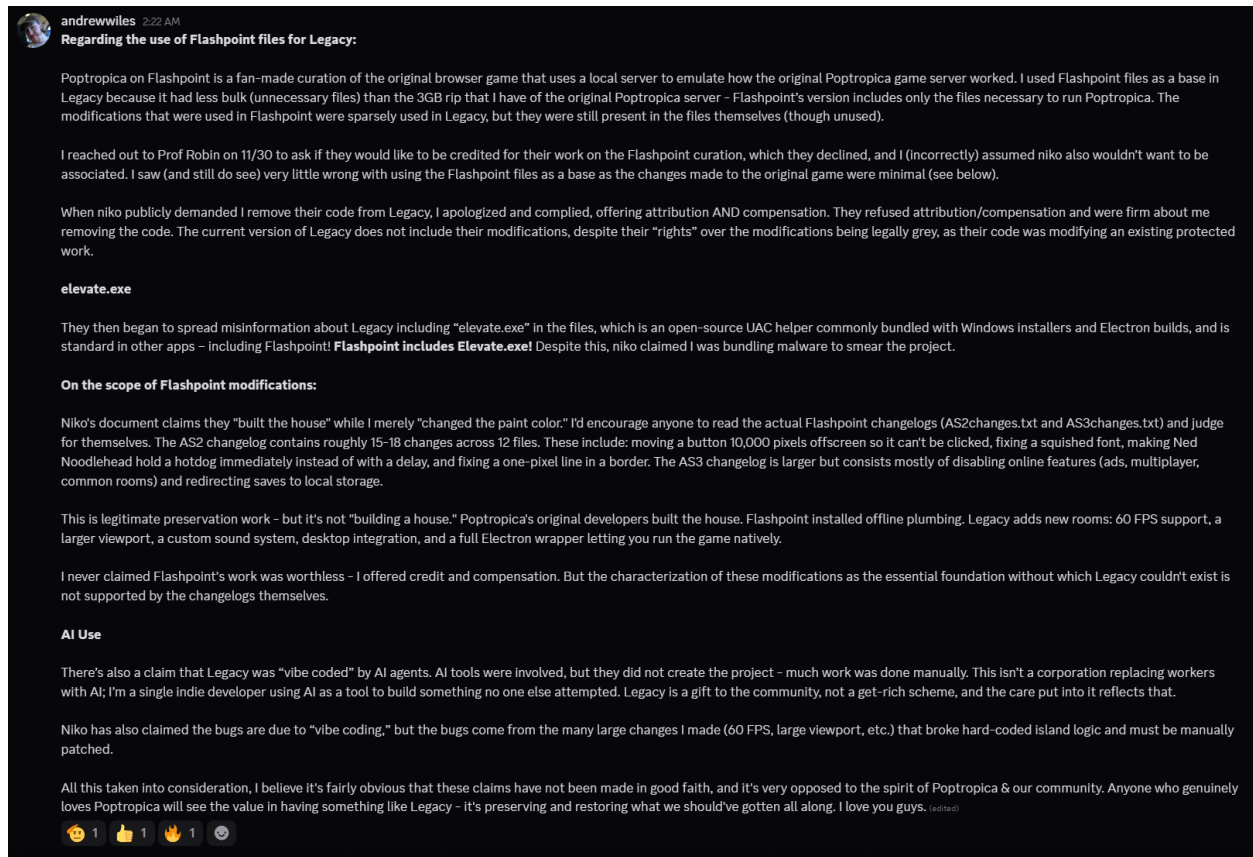 andrewwiles 2:22 AM
Regarding the use of Flashpoint files for Legacy:
Poptropica on Flashpoint is a fan-made curation of the original browser game that uses a local server to emulate how the original Poptropica game server worked. I used Flashpoint files as a base in
Legacy because it had less bulk (unnecessary files) than the 3GB rip that I have of the original Poptropica server - Flashpoint's version includes only the files necessary to run Poptropica. The
modifications that were used in Flashpoint were sparsely used in Legacy, but they were still present in the files themselves (though unused).
I reached out to Prof Robin on 11/30 to ask if they would like to be credited for their work on the Flashpoint curation, which they declined, and I (incorrectly) assumed niko also wouldn't want to be
associated. I saw (and still do see) very little wrong with using the Flashpoint files as a base as the changes made to the original game were minimal (see below).
When niko publicly demanded I remove their code from Legacy, I apologized and complied, offering attribution AND compensation. They refused attribution/compensation and were firm about me
removing the code. The current version of Legacy does not include their modifications, despite their “rights” over the modifications being legally grey, as their code was modifying an existing protected
work.
elevate.exe
They then began to spread misinformation about Legacy including “elevate.exe” in the files, which is an open-source UAC helper commonly bundled with Windows installers and Electron builds, and is
standard in other apps – including Flashpoint! Flashpoint includes Elevate.exe! Despite this, niko claimed I was bundling malware to smear the project.
On the scope of Flashpoint modifications:
Niko's document claims they "built the house" while I merely "changed the paint color." I'd encourage anyone to read the actual Flashpoint changelogs (AS2changes.txt and AS3changes.txt) and judge
for themselves. The AS2 changelog contains roughly 15-18 changes across 12 files. These include: moving a button 10,000 pixels offscreen so it can't be clicked, fixing a squished font, making Ned
Noodlehead hold a hotdog immediately instead of with a delay, and fixing a one-pixel line in a border. The AS3 changelog is larger but consists mostly of disabling online features (ads, multiplayer,
common rooms) and redirecting saves to local storage.
This is legitimate preservation work - but it's not "building a house." Poptropica's original developers built the house. Flashpoint installed offline plumbing. Legacy adds new rooms: 60 FPS support, a
larger viewport, a custom sound system, desktop integration, and a full Electron wrapper letting you run the game natively.
I never claimed Flashpoint's work was worthless - I offered credit and compensation. But the characterization of these modifications as the essential foundation without which Legacy couldn't exist is
not supported by the changelogs themselves.
AI Use
There's also a claim that Legacy was “vibe coded” by AI agents. AI tools were involved, but they did not create the project - much work was done manually. This isn't a corporation replacing workers
with AI; I'm a single indie developer using AI as a tool to build something no one else attempted. Legacy is a gift to the community, not a get-rich scheme, and the care put into it reflects that.
Niko has also claimed the bugs are due to “vibe coding,” but the bugs come from the many large changes I made (60 FPS, large viewport, etc.) that broke hard-coded island logic and must be manually
patched.
All this taken into consideration, I believe it's fairly obvious that these claims have not been made in good faith, and it's very opposed to the spirit of Poptropica & our community. Anyone who genuinely
loves Poptropica will see the value in having something like Legacy - it's preserving and restoring what we should've gotten all along. I love you guys. (edited)
1 1 1